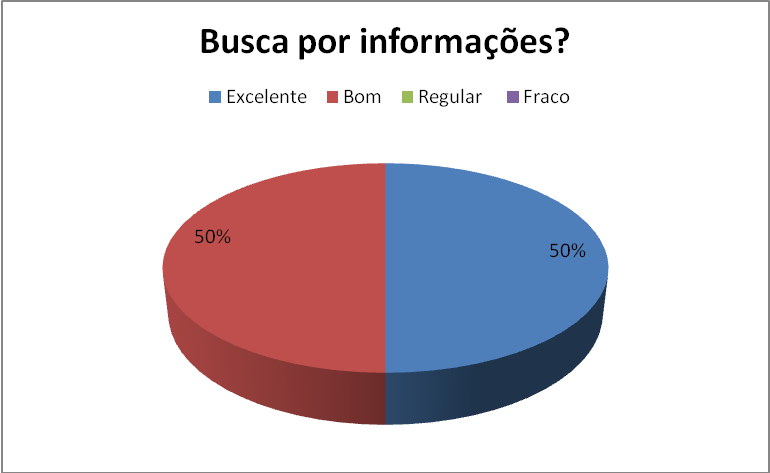 Busca por informações?
Excelente Bom Regular Fraco
50%
50%